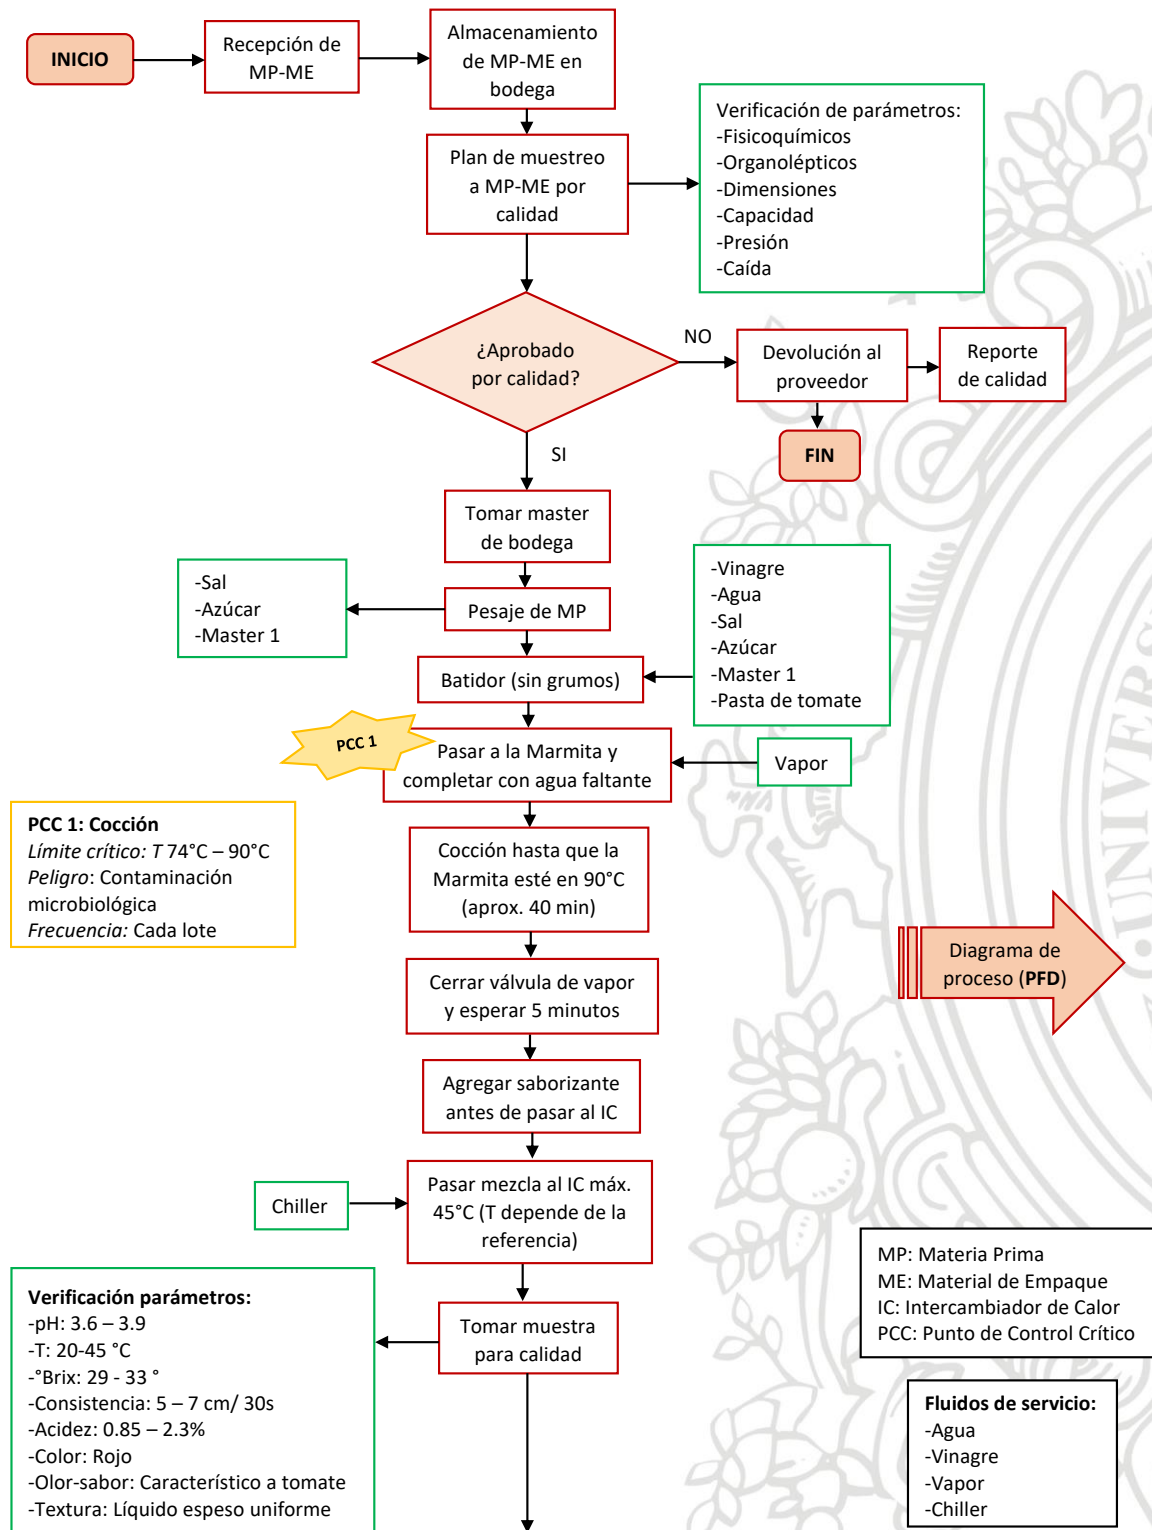 INICIO
Recepción de
MP-ME
Almacenamiento
de MP-ME en
bodega
Plan de muestreo
a MP-ME por
calidad
Verificación de parámetros:
-Fisicoquímicos
-Organolépticos
-Dimensiones
-Capacidad
-Presión
-Caída
¿Aprobado
por calidad?
NO
Devolución al
proveedor
Reporte
de calidad
FIN
SI
Tomar master
de bodega
-Sal
-Azúcar
-Master 1
Pesaje de MP
-Vinagre
-Agua
-Sal
-Azúcar
-Master 1
-Pasta de tomate
Batidor (sin grumos)
PCC 1
Pasar a la Marmita y
completar con agua faltante
Vapor
PCC 1: Cocción
Límite crítico: T 74°C – 90°C
Peligro: Contaminación
microbiológica
Frecuencia: Cada lote
Cocción hasta que la
Marmita esté en 90°C
(aprox. 40 min)
Diagrama de
proceso (PFD)
Cerrar válvula de vapor
y esperar 5 minutos
Agregar saborizante
antes de pasar al IC
Chiller
Pasar mezcla al IC máx.
45°C (T depende de la
referencia)
MP: Materia Prima
ME: Material de Empaque
IC: Intercambiador de Calor
PCC: Punto de Control Crítico
Tomar muestra
para calidad
Verificación parámetros:
-pH: 3.6 – 3.9
-T: 20-45 °C
-°Brix: 29 - 33 °
-Consistencia: 5 – 7 cm/ 30s
-Acidez: 0.85 – 2.3%
-Color: Rojo
-Olor-sabor: Característico a tomate
-Textura: Líquido espeso uniforme
Fluidos de servicio:
-Agua
-Vinagre
-Vapor
-Chiller
UNIVERS